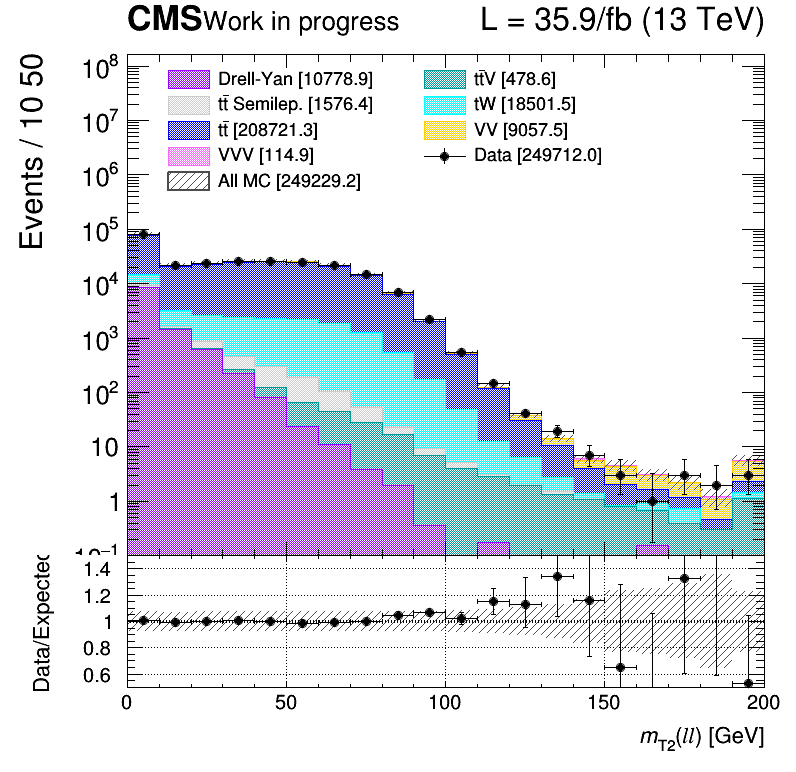 CMS Work in progress L = 35.9/fb (13 TeV)
Events / 10 50
10⁸
10⁷
10⁶
10⁵
10⁴
10³
10²
10
1
10⁻¹
Drell-Yan [10778.9]
tt̄ Semilep. [1576.4]
tt̄ [208721.3]
VVV [114.9]
All MC [249229.2]
tt̄V [478.6]
tW [18501.5]
VV [9057.5]
Data [249712.0]
Data/Expected
1.4
1.2
1
0.8
0.6
0 50 100 150 200
m_T2(ll) [GeV]